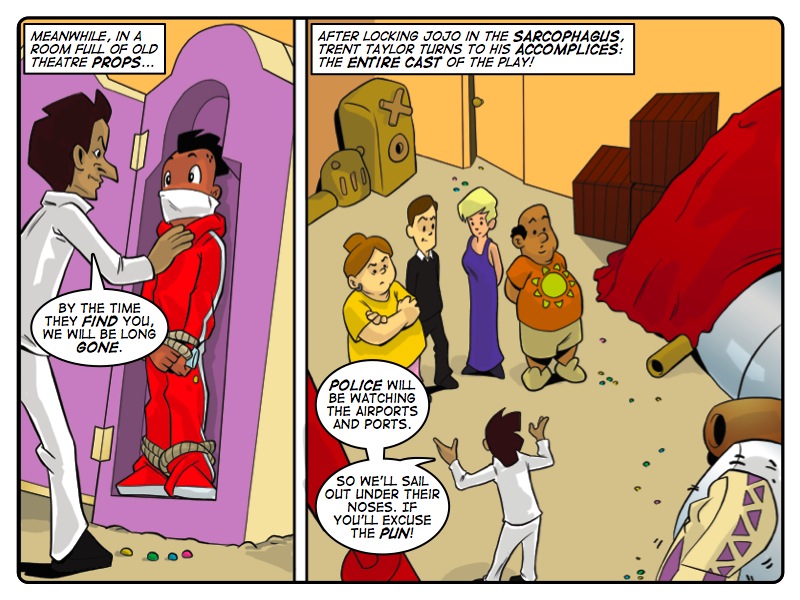 MEANWHILE, IN A
ROOM FULL OF OLD
THEATRE PROPS...
BY THE TIME
THEY FIND YOU,
WE WILL BE LONG
GONE.
AFTER LOCKING JOJO IN THE SARCOPHAGUS,
TRENT TAYLOR TURNS TO HIS ACCOMPLICES:
THE ENTIRE CAST OF THE PLAY!
POLICE WILL
BE WATCHING
THE AIRPORTS
AND PORTS.
SO WE'LL SAIL
OUT UNDER THEIR
NOSES. IF
YOU'LL EXCUSE
THE PUN!